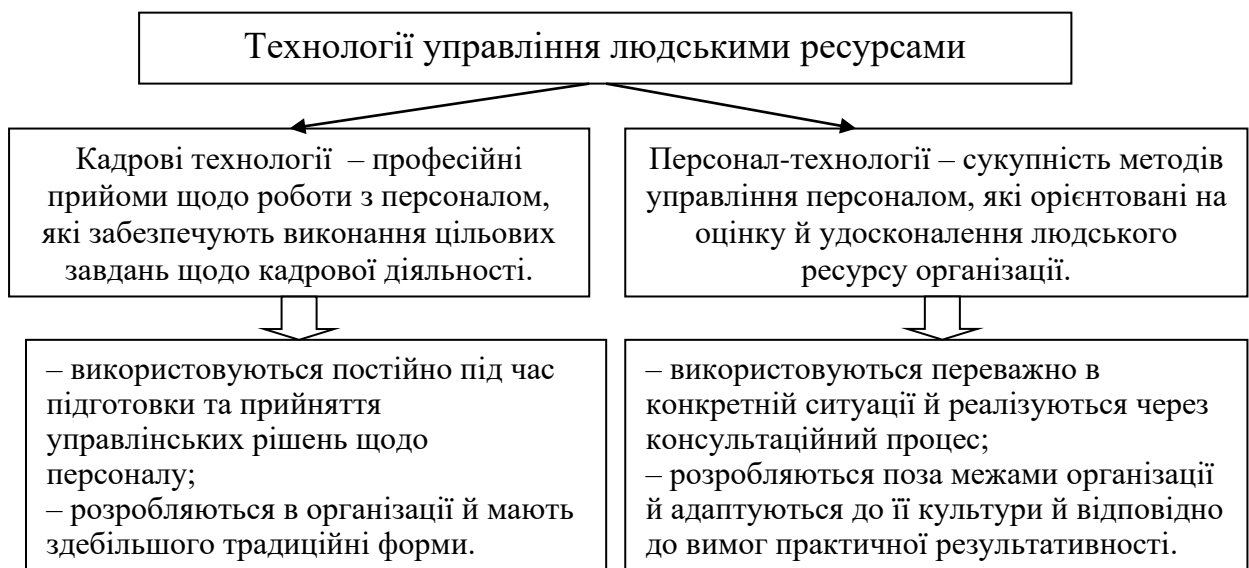 Технології управління людськими ресурсами
Кадрові технології – професійні
прийоми щодо роботи з персоналом,
які забезпечують виконання цільових
завдань щодо кадрової діяльності.
Персонал-технології – сукупність методів
управління персоналом, які орієнтовані на
оцінку й удосконалення людського
ресурсу організації.
– використовуються постійно під час
підготовки та прийняття
управлінських рішень щодо
персоналу;
– розробляються в організації й мають
здебільшого традиційні форми.
– використовуються переважно в
конкретній ситуації й реалізуються через
консультаційний процес;
– розробляються поза межами організації
й адаптуються до її культури й відповідно
до вимог практичної результативності.